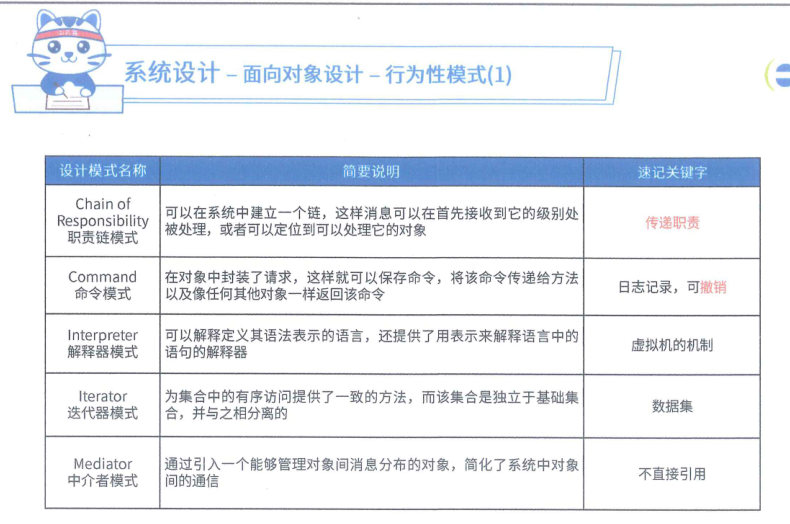 系统设计 – 面向对象设计 – 行为性模式(1)
设计模式名称
简要说明
速记关键字
Chain of
Responsibility
职责链模式
可以在系统中建立一个链，这样消息可以在首先接收到它的级别处
被处理，或者可以定位到可以处理它的对象
传递职责
Command
命令模式
在对象中封装了请求，这样就可以保存命令，将该命令传递给方法
以及像任何其他对象一样返回该命令
日志记录，可撤销
Interpreter
解释器模式
可以解释定义其语法表示的语言，还提供了用表示来解释语言中的
语句的解释器
虚拟机的机制
Iterator
迭代器模式
为集合中的有序访问提供了一致的方法，而该集合是独立于基础集
合，并与之相分离的
数据集
Mediator
中介者模式
通过引入一个能够管理对象间消息分布的对象，简化了系统中对象
间的通信
不直接引用